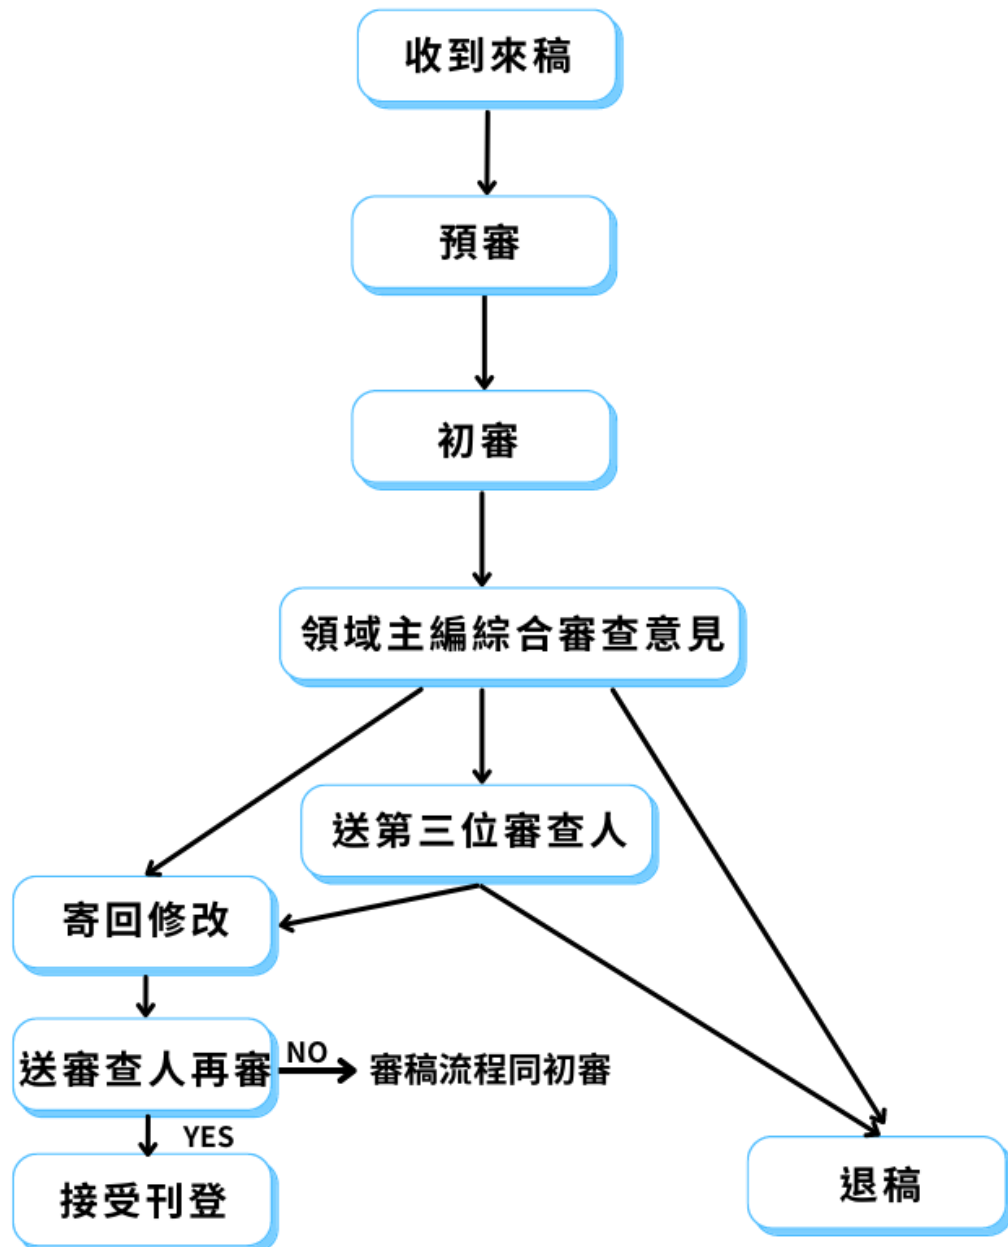 收到來稿
預審
初審
領域主編綜合審查意見
送第三位審查人
寄回修改
送審查人再審
NO
審稿流程同初審
YES
接受刊登
退稿